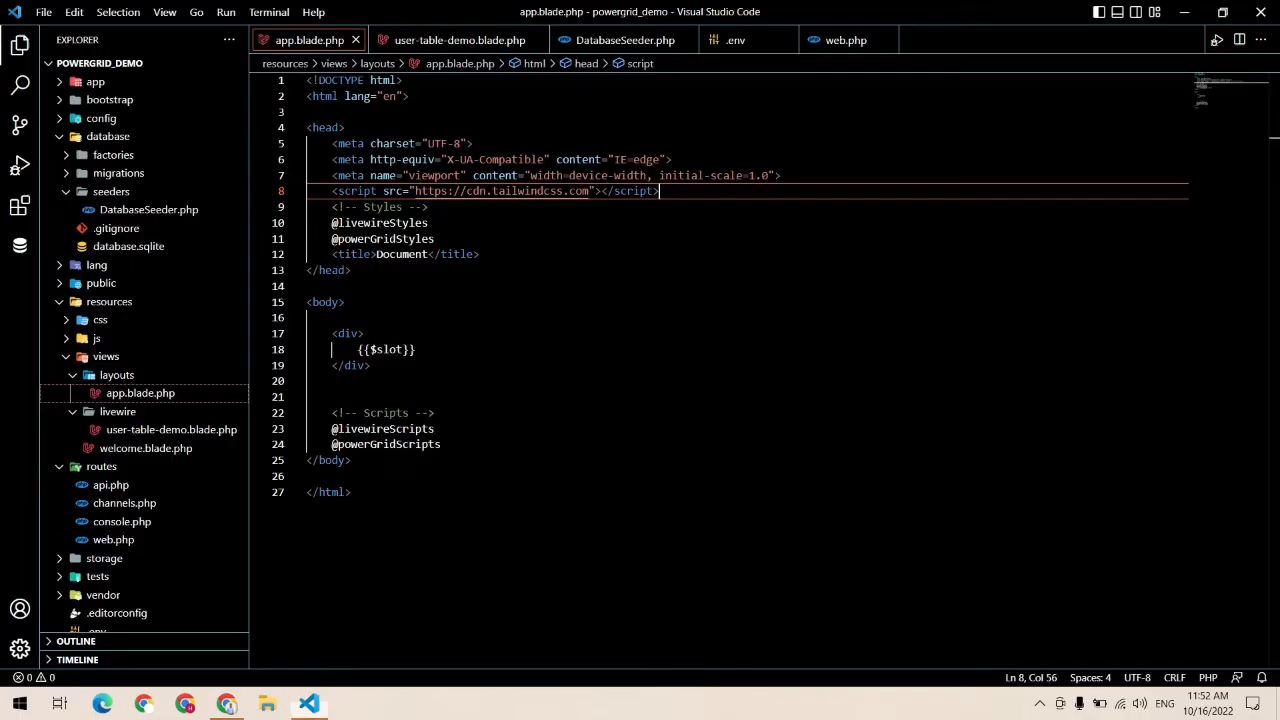 File Edit Selection View Go Run Terminal Help app.blade.php - powergrid_demo - Visual Studio Code
EXPLORER
POWERGRID_DEMO
app
bootstrap
config
database
factories
migrations
seeders
DatabaseSeeder.php
.gitignore
database.sqlite
lang
public
resources
css
js
views
layouts
app.blade.php
livewire
user-table-demo.blade.php
welcome.blade.php
routes
api.php
channels.php
console.php
web.php
storage
tests
vendor
.editorconfig
.env
OUTLINE
TIMELINE
app.blade.php user-table-demo.blade.php DatabaseSeeder.php .env web.php
resources > views > layouts > app.blade.php > html > head > script
1 <!DOCTYPE html>
2 <html lang="en">
3
4 <head>
5 <meta charset="UTF-8">
6 <meta http-equiv="X-UA-Compatible" content="IE=edge">
7 <meta name="viewport" content="width=device-width, initial-scale=1.0">
8 <script src="https://cdn.tailwindcss.com"></script>
9 <!-- Styles -->
10 @livewireStyles
11 @powerGridStyles
12 <title>Document</title>
13 </head>
14
15 <body>
16
17 <div>
18 {{$slot}}
19 </div>
20
21
22 <!-- Scripts -->
23 @livewireScripts
24 @powerGridScripts
25 </body>
26
27 </html>
0 0 Ln 8, Col 56 Spaces: 4 UTF-8 CRLF PHP
ENG 11:52 AM
10/16/2022